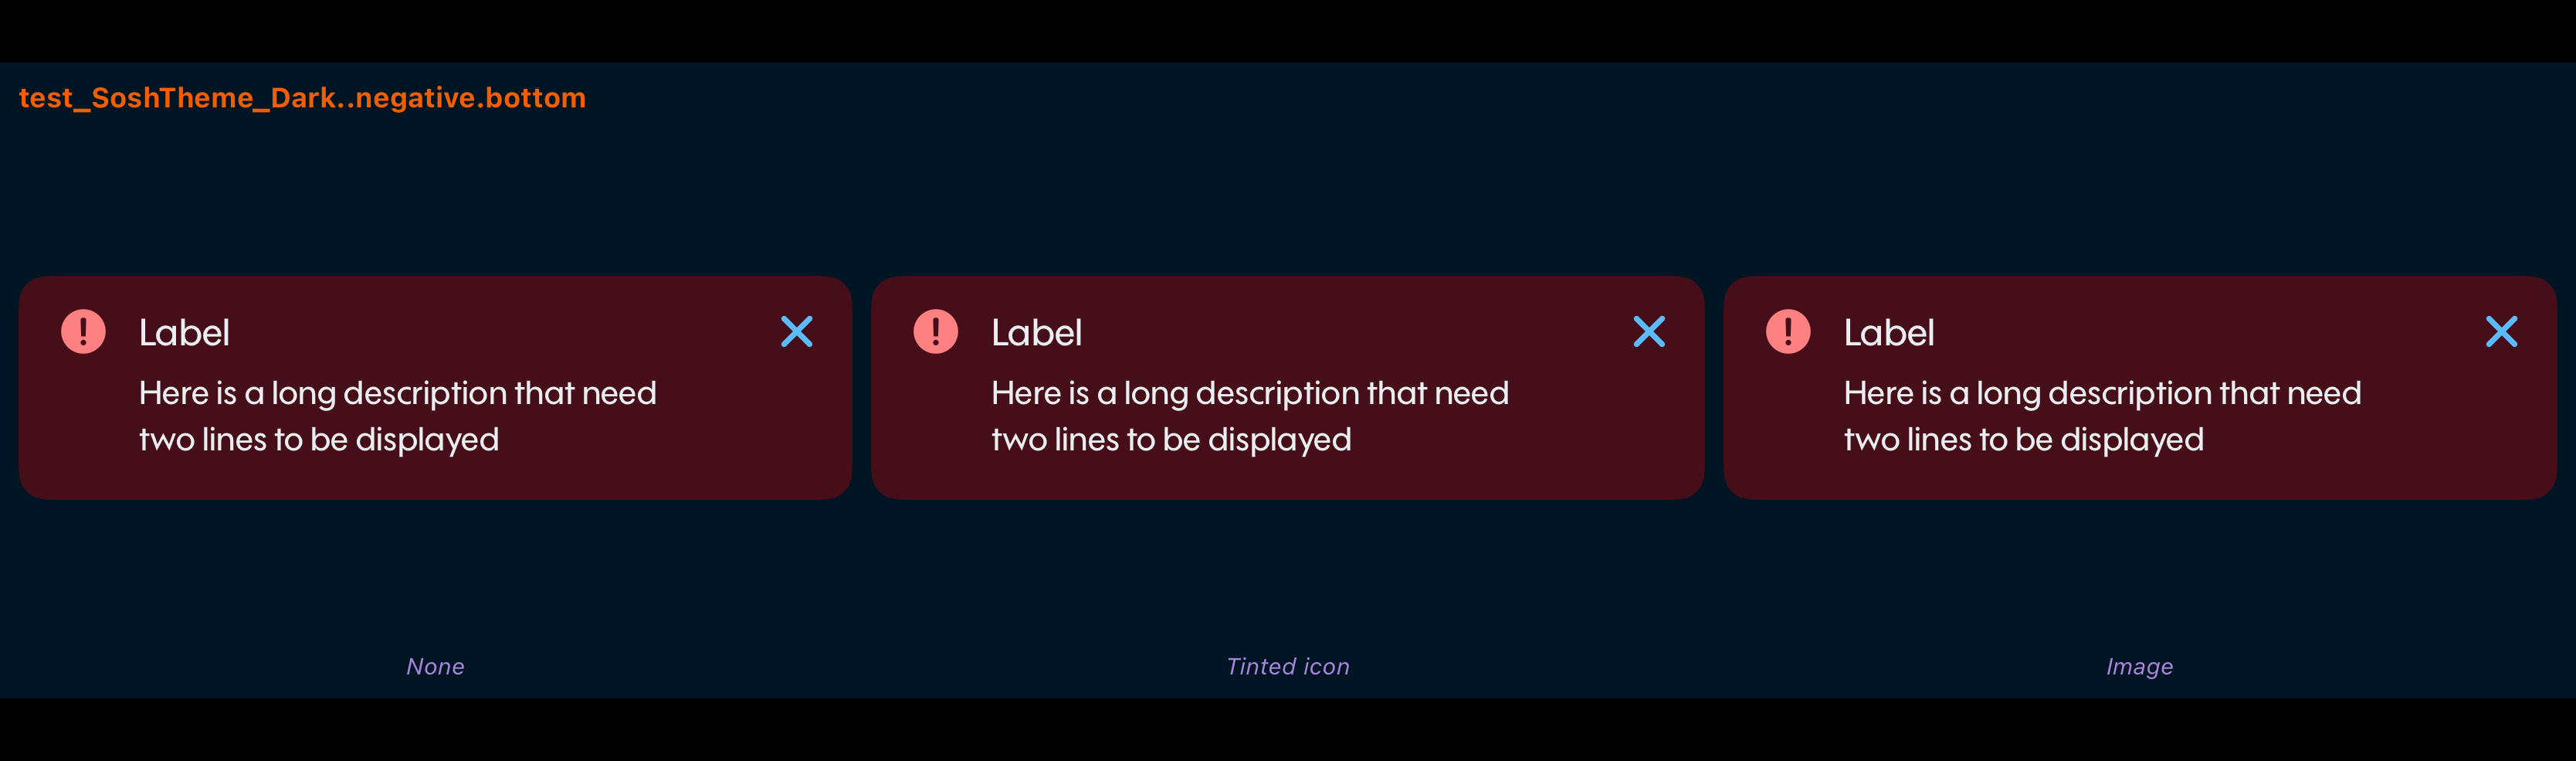 test_SoshTheme_Dark..negative.bottom
Label
Here is a long description that need
two lines to be displayed
Label
Here is a long description that need
two lines to be displayed
Label
Here is a long description that need
two lines to be displayed
None
Tinted icon
Image